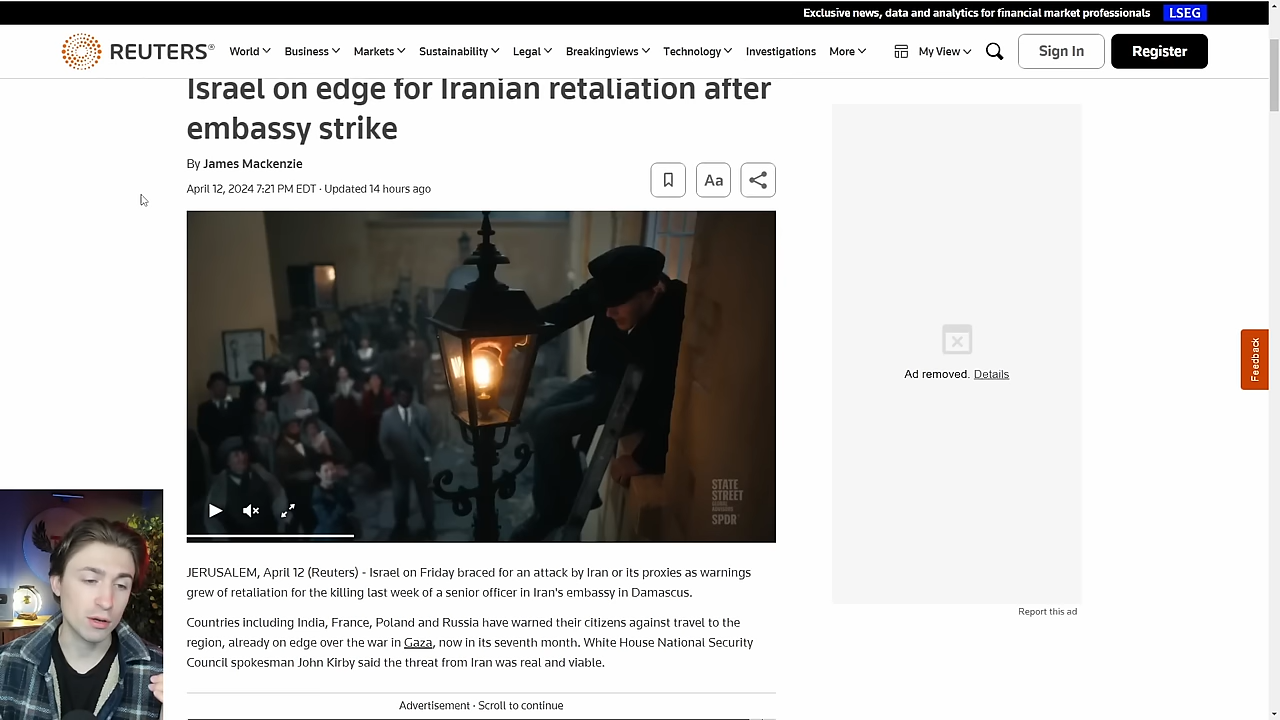 Exclusive news, data and analytics for financial market professionals LSEG
REUTERS® World Business Markets Sustainability Legal Breakingviews Technology Investigations More My View Sign In Register
Israel on edge for Iranian retaliation after
embassy strike
By James Mackenzie
April 12, 2024 7:21 PM EDT · Updated 14 hours ago
Aa
STATE
STREET
SPDR®
Ad removed. Details
Report this ad
Feedback
JERUSALEM, April 12 (Reuters) - Israel on Friday braced for an attack by Iran or its proxies as warnings
grew of retaliation for the killing last week of a senior officer in Iran's embassy in Damascus.
Countries including India, France, Poland and Russia have warned their citizens against travel to the
region, already on edge over the war in Gaza, now in its seventh month. White House National Security
Council spokesman John Kirby said the threat from Iran was real and viable.
Advertisement · Scroll to continue